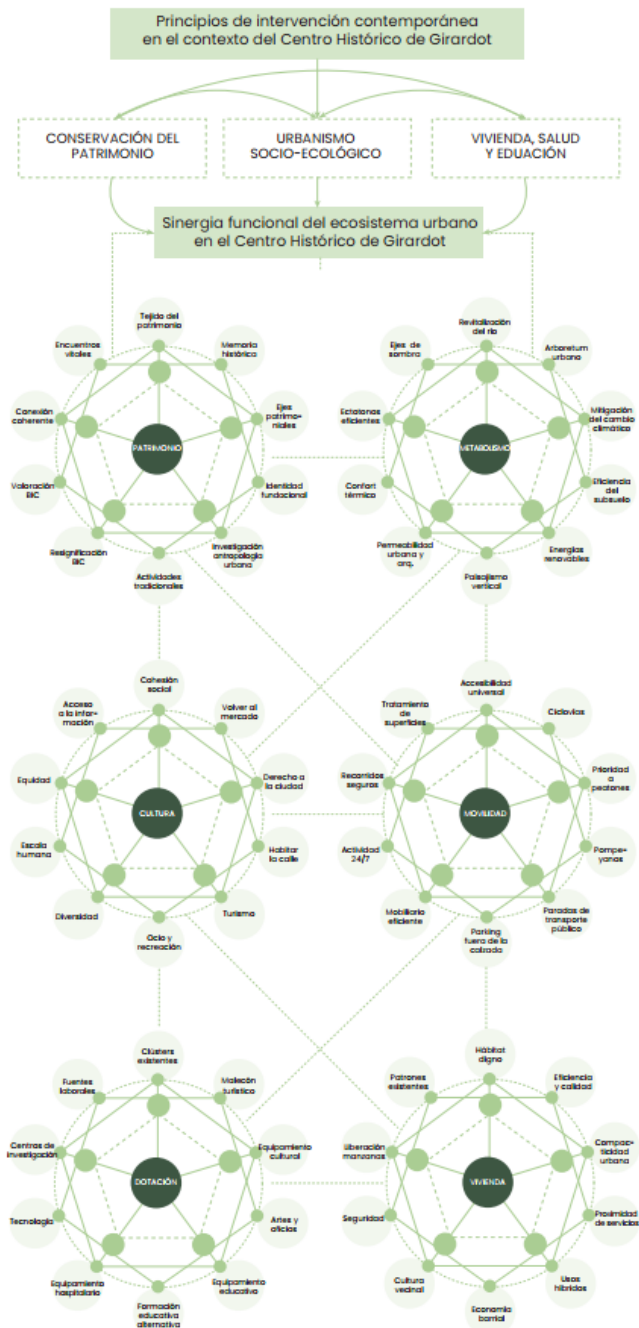 Principios de intervención contemporánea
en el contexto del Centro Histórico de Girardot
CONSERVACIÓN DEL
PATRIMONIO
URBANISMO
SOCIO-ECOLÓGICO
VIVIENDA, SALUD
Y EDUACIÓN
Sinergia funcional del ecosistema urbano
en el Centro Histórico de Girardot
Tejido del
patrimonio
Encuentros
vitales
Memoria
histórica
Conexión
coherente
Ejes
patrimo-
niales
PATRIMONIO
Valoración
BIC
Identidad
fundacional
Resignificación
BIC
Investigación
antropología
urbana
Actividades
tradicionales
Revitalización
del río
Ejes de
sombra
Arboretum
urbano
Ecotonos
eficientes
Mitigación
del cambio
climático
METABOLISMO
Confort
térmico
Eficiencia
del
subsuelo
Permeabilidad
urbana y
arq.
Energías
renovables
Paisajismo
vertical
Cohesión
social
Acceso
a la infor-
mación
Volver al
mercado
Equidad
Derecho a
la ciudad
CULTURA
Escala
humana
Habitar
la calle
Diversidad
Turismo
Ocio y
recreación
Accesibilidad
universal
Tratamiento
de
superficies
Ciclovías
Recorridos
seguros
Prioridad
a
peatones
MOVILIDAD
Actividad
24/7
Pompe-
yanas
Mobiliario
eficiente
Paradas de
transporte
público
Parking
fuera de la
calzada
Clústers
existentes
Fuentes
laborales
Malecón
turístico
Centros de
investigación
Equipamiento
cultural
DOTACIÓN
Tecnología
Artes y
oficios
Equipamiento
hospitalario
Equipamiento
educativo
Formación
educativa
alternativa
Hábitat
digno
Patrones
existentes
Eficiencia
y calidad
Liberación
manzanas
Compac-
ticidad
urbana
VIVIENDA
Seguridad
Proximidad
de servicios
Cultura
vecinal
Usos
híbridos
Economía
barrial